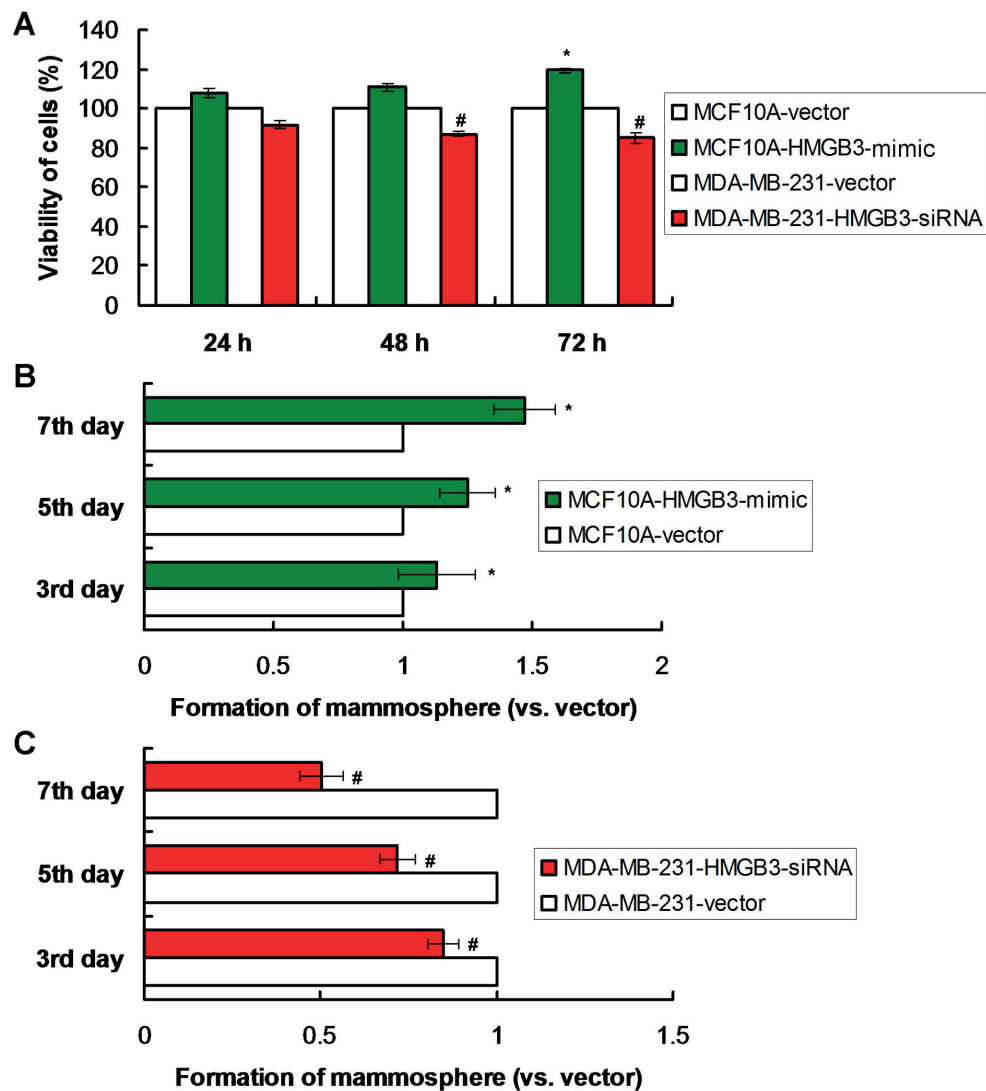 A
Viability of cells (%)
140
120
100
80
60
40
20
0
*
#
#
24 h
48 h
72 h
MCF10A-vector
MCF10A-HMGB3-mimic
MDA-MB-231-vector
MDA-MB-231-HMGB3-siRNA
B
7th day
*
5th day
*
3rd day
*
MCF10A-HMGB3-mimic
MCF10A-vector
0 0.5 1 1.5 2
Formation of mammosphere (vs. vector)
C
7th day
#
5th day
#
3rd day
#
MDA-MB-231-HMGB3-siRNA
MDA-MB-231-vector
0 0.5 1 1.5
Formation of mammosphere (vs. vector)